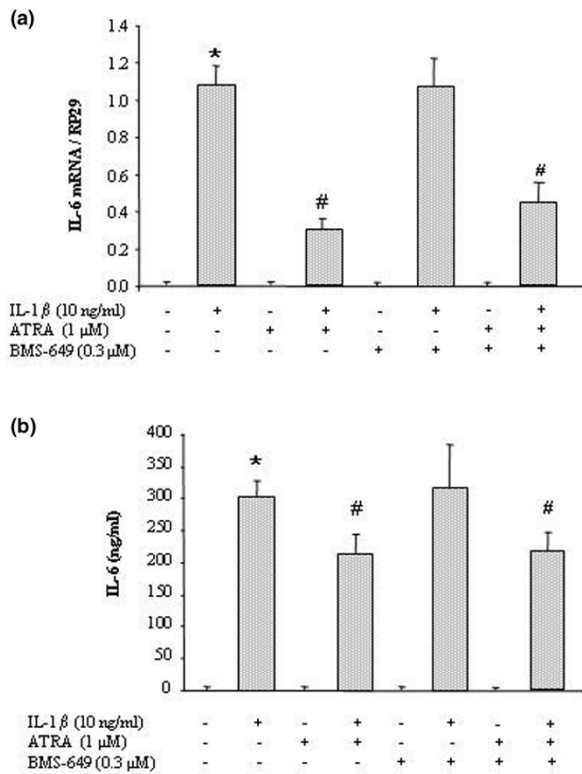 (a)
1.4
*
1.2
1.0
0.8
IL-6 mRNA / RP29
0.6
#
#
0.4
0.2
0.0
IL-1β (10 ng/ml) - + - + - + - +
ATRA (1 µM) - - + + - - + +
BMS-649 (0.3 µM) - - - - + + + +
(b)
400
350
*
300
#
#
250
IL-6 (ng/ml)
200
150
100
50
0
IL-1β (10 ng/ml) - + - + - + - +
ATRA (1 µM) - - + + - - + +
BMS-649 (0.3 µM) - - - - + + + +